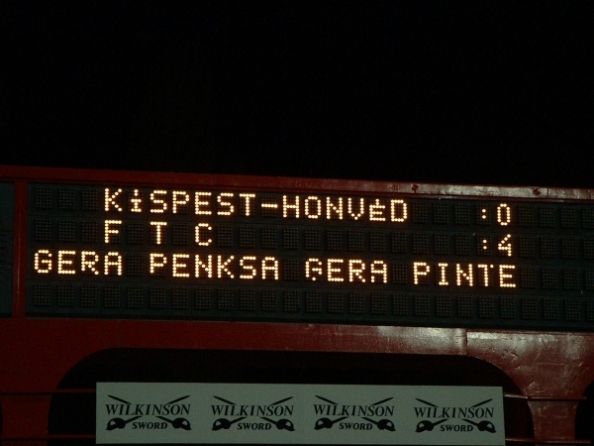 KISPEST-HONVéD :0
F T C :4
GERA PENKSA GERA PINTE
WILKINSON SWORD WILKINSON SWORD WILKINSON SWORD WILKINSON SWORD